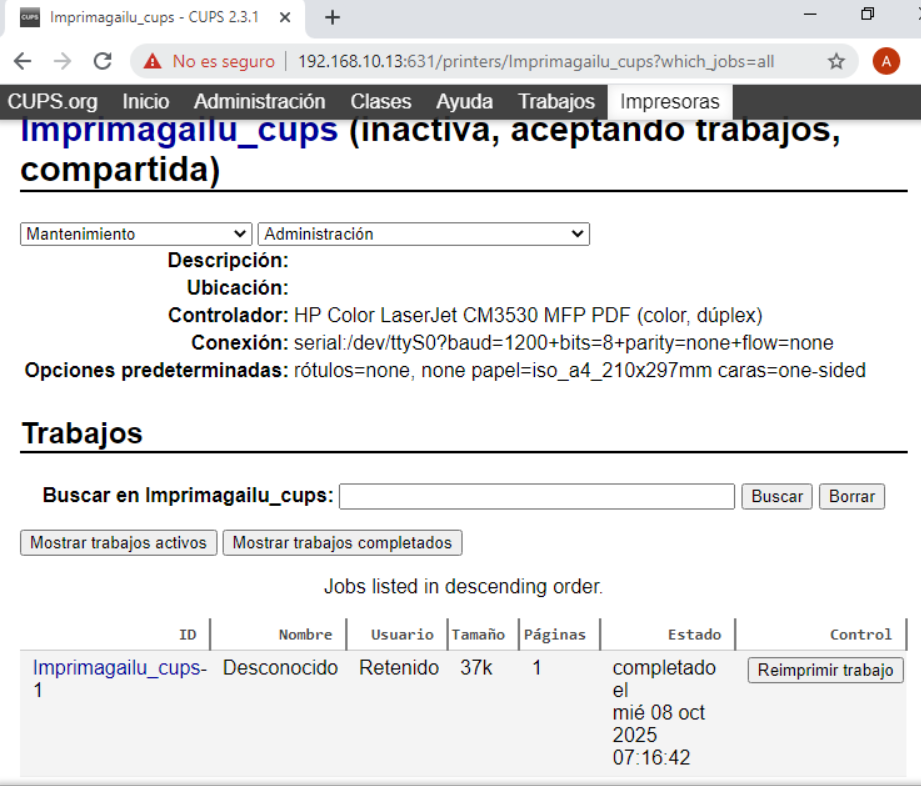 CUPS Imprimagailu_cups - CUPS 2.3.1
No es seguro 192.168.10.13:631/printers/Imprimagailu_cups?which_jobs=all A
CUPS.org Inicio Administración Clases Ayuda Trabajos Impresoras
Imprimagailu_cups (inactiva, aceptando trabajos,
compartida)
Mantenimiento Administración
Descripción:
Ubicación:
Controlador: HP Color LaserJet CM3530 MFP PDF (color, dúplex)
Conexión: serial:/dev/ttyS0?baud=1200+bits=8+parity=none+flow=none
Opciones predeterminadas: rótulos=none, none papel=iso_a4_210x297mm caras=one-sided
Trabajos
Buscar en Imprimagailu_cups: Buscar Borrar
Mostrar trabajos activos Mostrar trabajos completados
Jobs listed in descending order.
ID Nombre Usuario Tamaño Páginas Estado Control
Imprimagailu_cups- Desconocido Retenido 37k 1 completado Reimprimir trabajo
1 el
mié 08 oct
2025
07:16:42